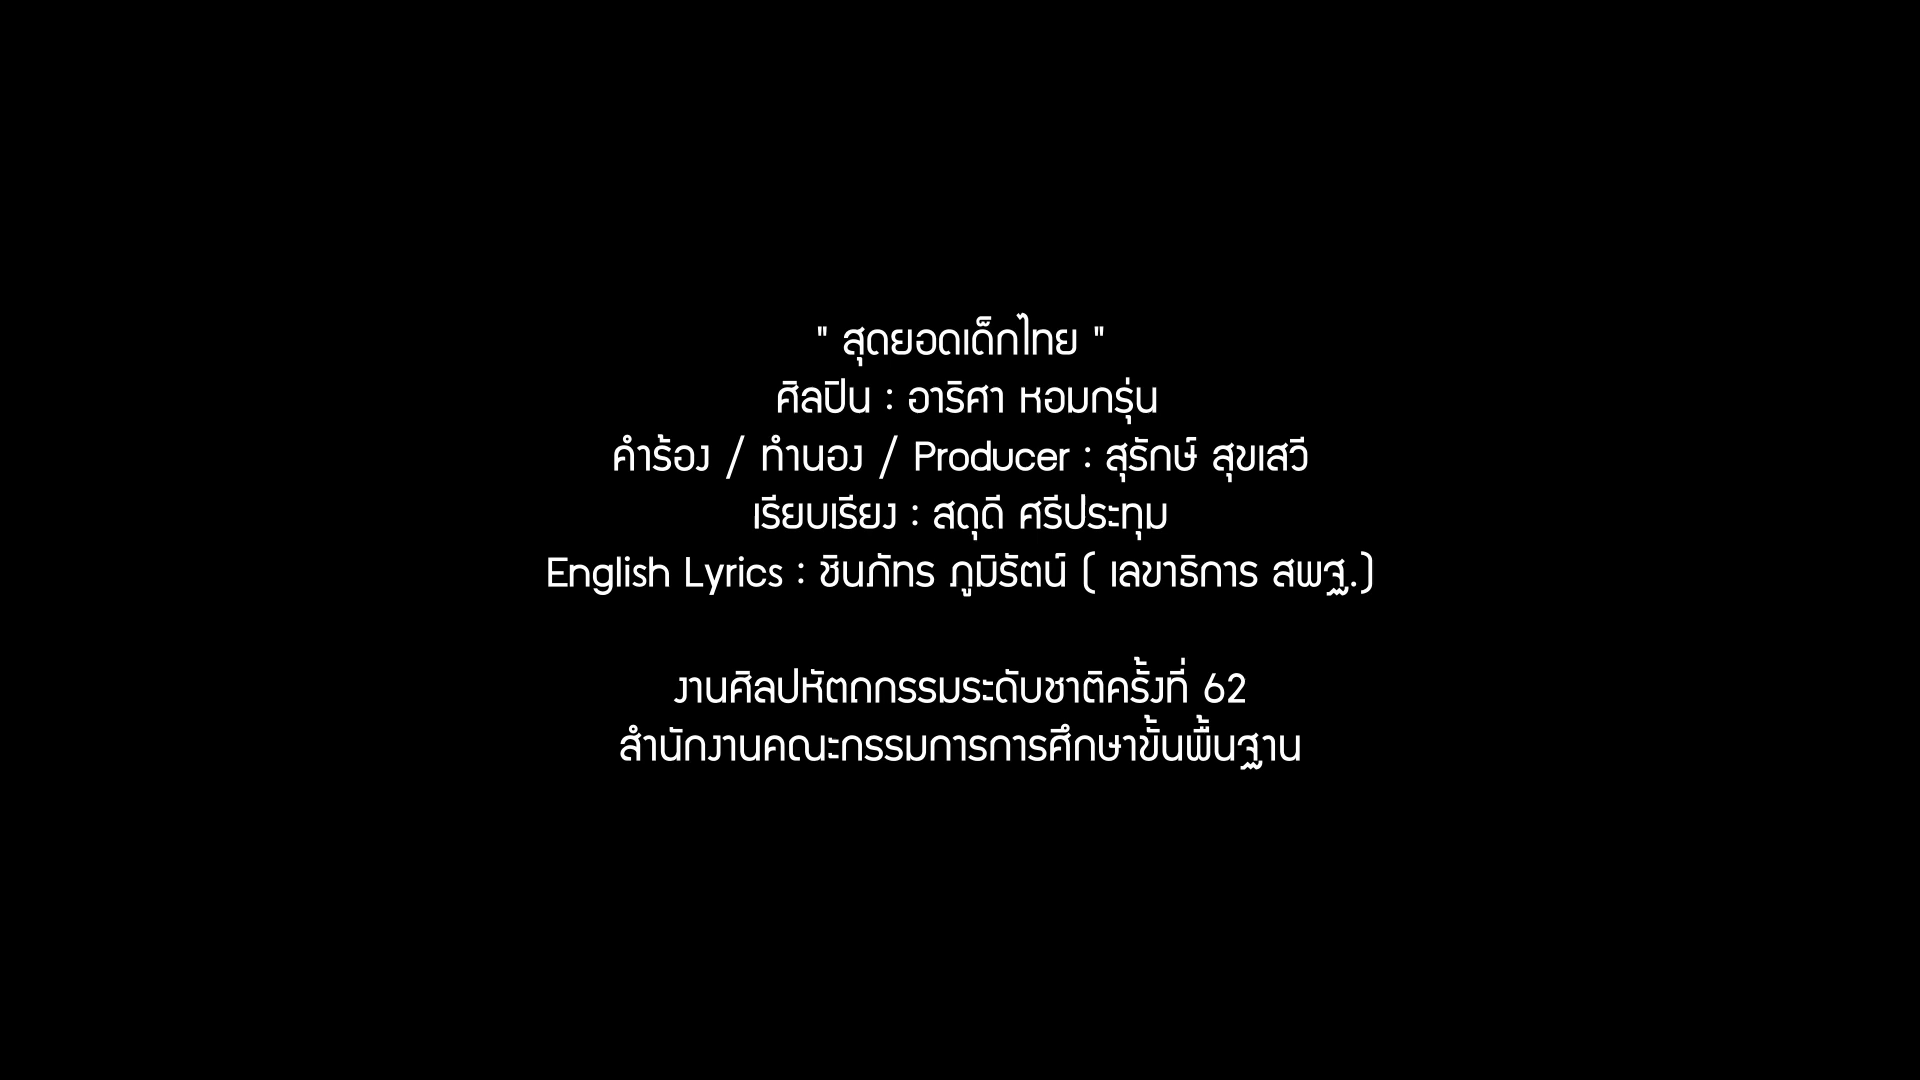 " สุดยอดเด็กไทย "
ศิลปิน : อาริศา หอมกรุ่น
คำร้อง / ทำนอง / Producer : สุรักษ์ สุขเสวี
เรียบเรียง : สดุดี ศรีประทุม
English Lyrics : ชินภัทร ภูมิรัตน์ ( เลขาธิการ สพฐ.)
งานศิลปหัตถกรรมระดับชาติครั้งที่ 62
สำนักงานคณะกรรมการการศึกษาขั้นพื้นฐาน